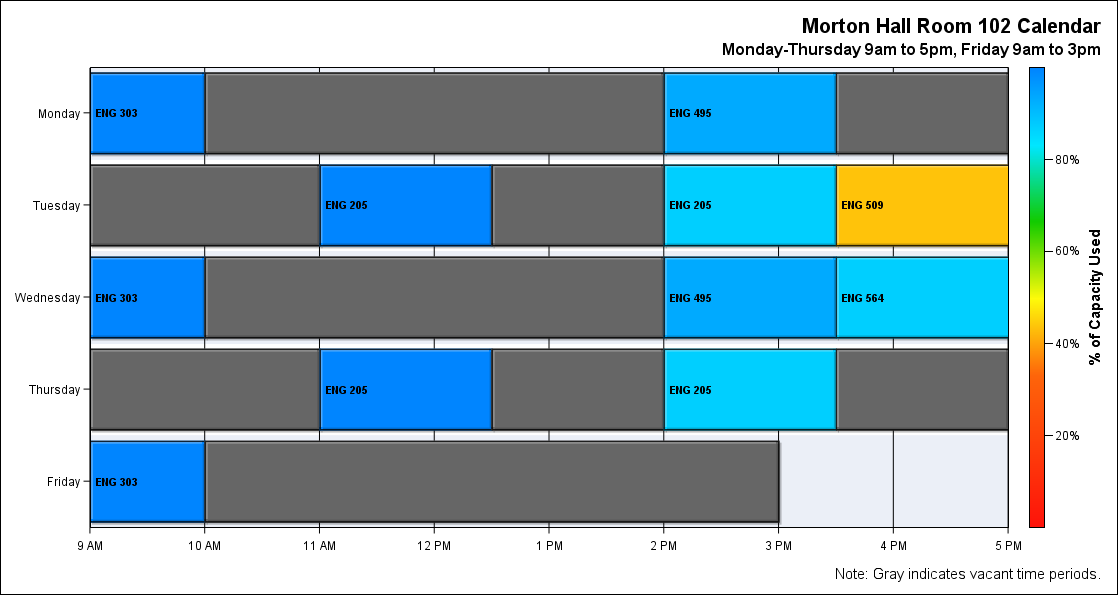 Morton Hall Room 102 Calendar
Monday-Thursday 9am to 5pm, Friday 9am to 3pm
Monday
ENG 303
ENG 495
Tuesday
ENG 205
ENG 205
ENG 509
Wednesday
ENG 303
ENG 495
ENG 564
Thursday
ENG 205
ENG 205
Friday
ENG 303
9 AM
10 AM
11 AM
12 PM
1 PM
2 PM
3 PM
4 PM
5 PM
80%
60%
40%
20%
% of Capacity Used
Note: Gray indicates vacant time periods.